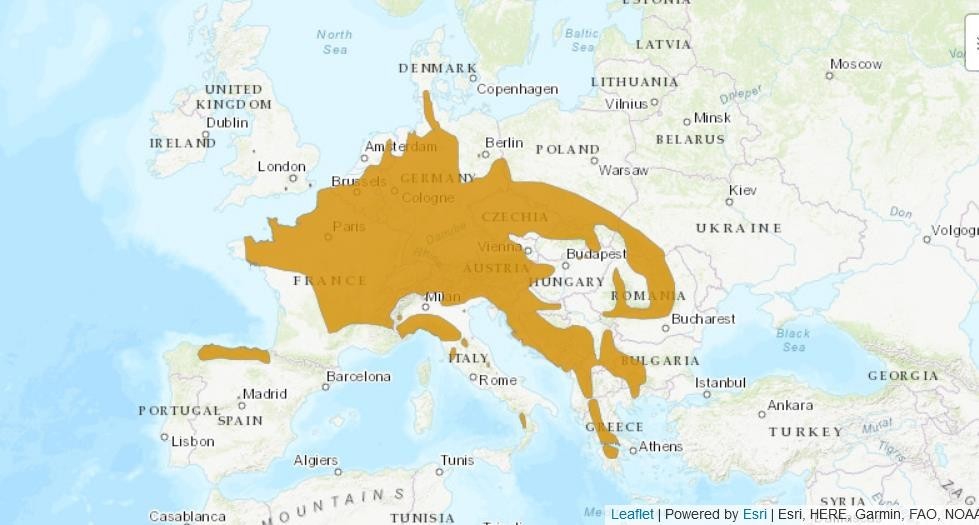 ESTONIA
North
Sea
Baltic
Sea
LATVIA
DENMARK
Moscow
Copenhagen
LITHUANIA
UNITED
KINGDOM
Vilnius
Dnieper
Dublin
Minsk
IRELAND
Amsterdam
Berlin
POLAND
BELARUS
London
Warsaw
Brussels
GERMANY
Cologne
Kiev
Paris
CZECHIA
UKRAINE
Don
Volgog
Danube
Rhine
Vienna
Budapest
AUSTRIA
FRANCE
HUNGARY
Milan
ROMANIA
Bucharest
Black
Sea
ITALY
BULGARIA
Barcelona
Rome
Istanbul
GEORGIA
Madrid
PORTUGAL
SPAIN
Ankara
Lisbon
GREECE
Athens
TURKEY
Murat
Tigris
Algiers
Tunis
MOUNTAINS
SYRIA
Euph
ZAG
Casablanca
TUNISIA
Leaflet | Powered by Esri | Esri, HERE, Garmin, FAO, NOAA